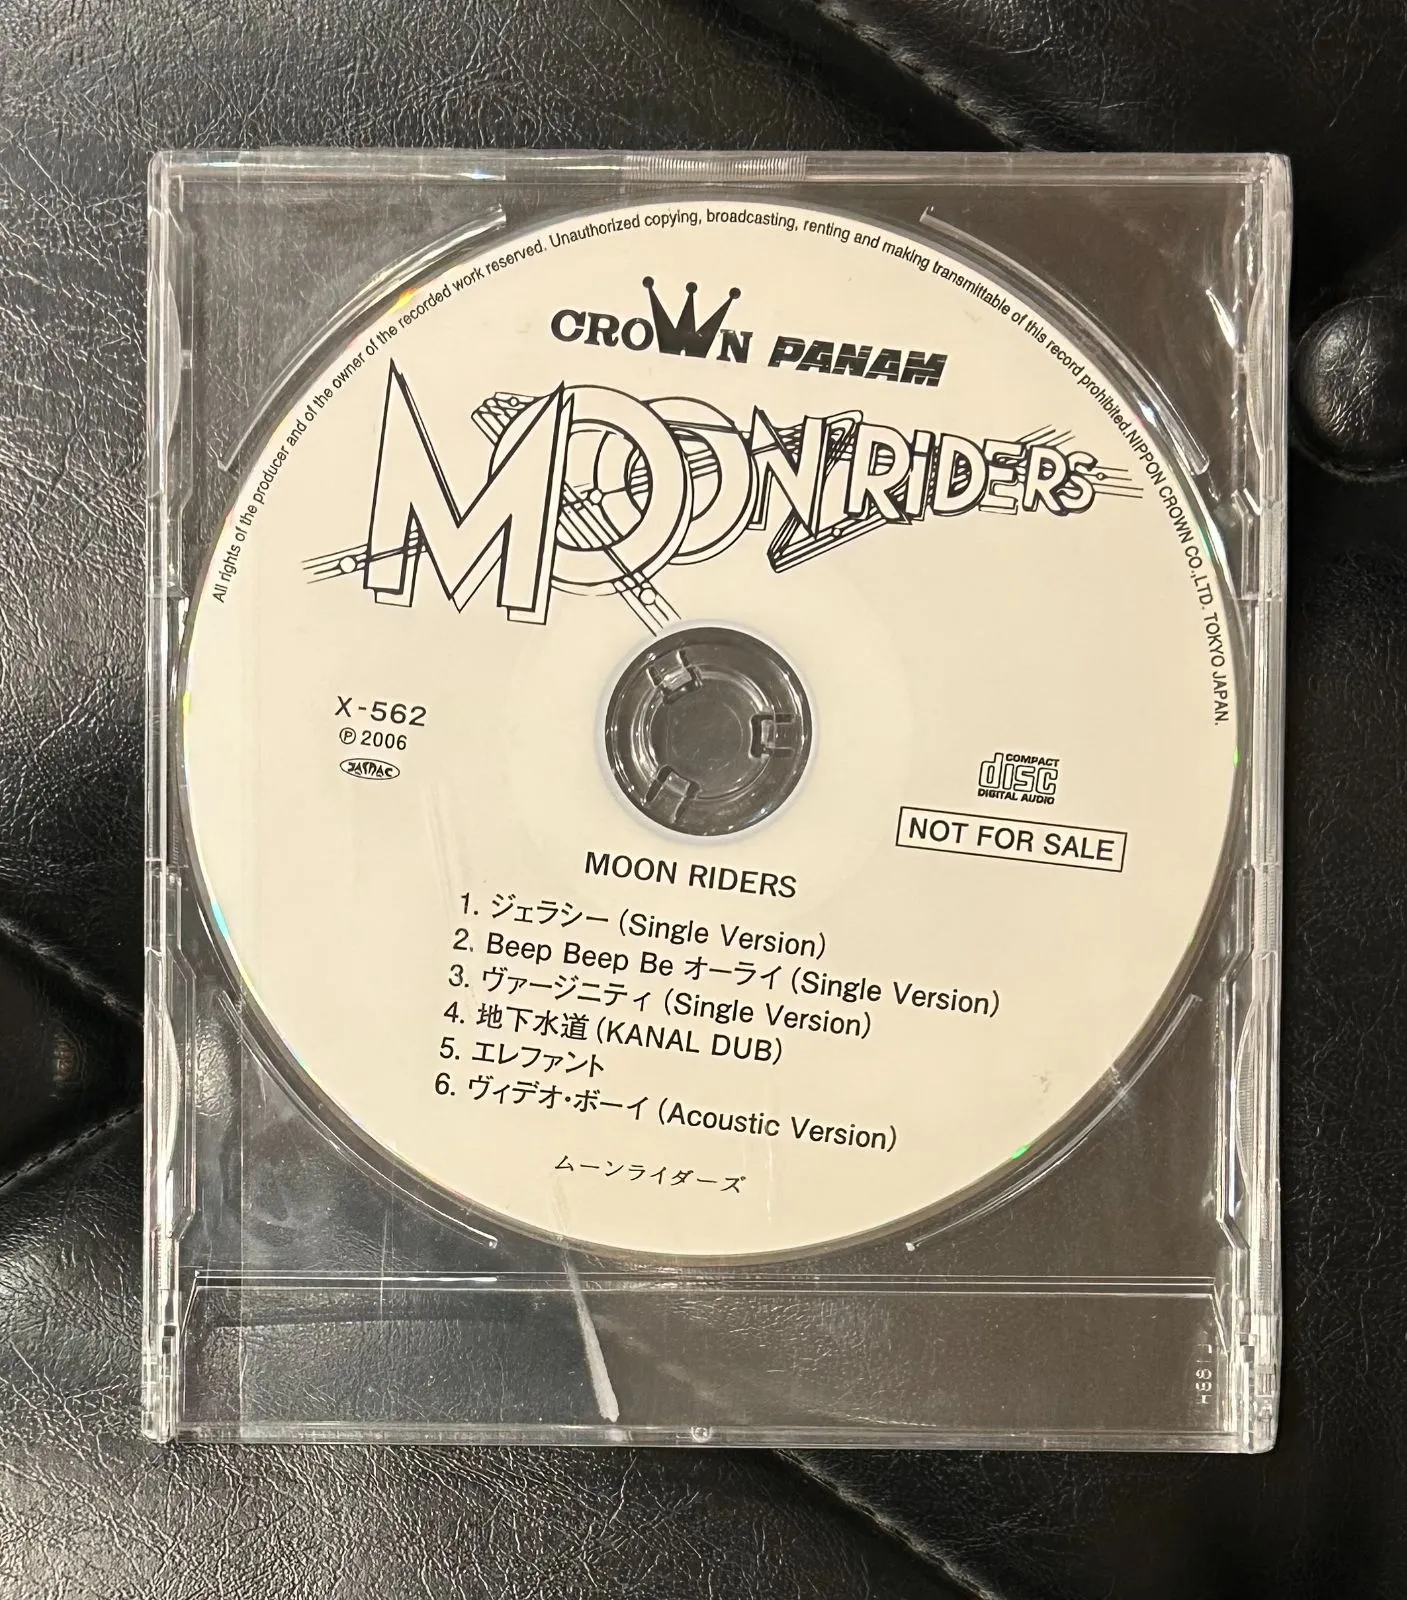 All rights of the producer and of the owner of the recorded work reserved. Unauthorized copying, broadcasting, renting and making transmittable of this record prohibited. NIPPON CROWN CO.,LTD. TOKYO JAPAN.
CROWN PANAM
MOONRiDERS
X-562
Ⓟ 2006
JASRAC
COMPACT
disc
DIGITAL AUDIO
NOT FOR SALE
MOON RIDERS
1. ジェラシー (Single Version)
2. Beep Beep Be オーライ (Single Version)
3. ヴァージニティ (Single Version)
4. 地下水道 (KANAL DUB)
5. エレファント
6. ヴィデオ・ボーイ (Acoustic Version)
ムーンライダーズ